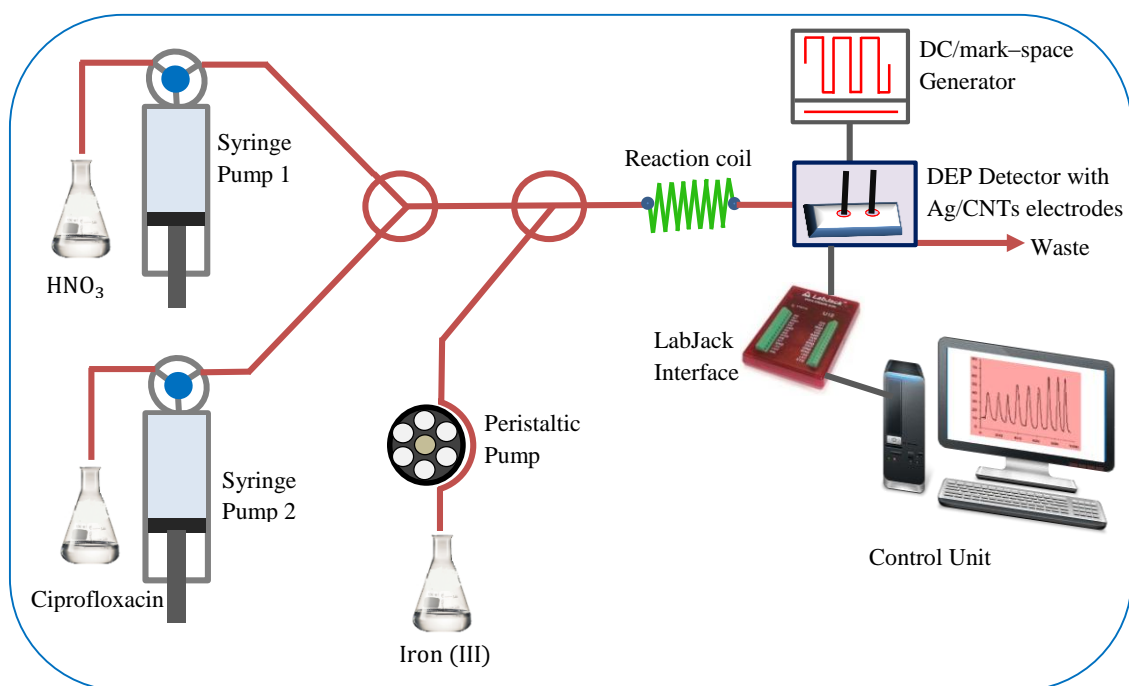 DC/mark–space
Generator
Syringe
Pump 1
Reaction coil
DEP Detector with
Ag/CNTs electrodes
Waste
HNO₃
LabJack
LabJack
Interface
Peristaltic
Pump
Syringe
Pump 2
Control Unit
Ciprofloxacin
Iron (III)